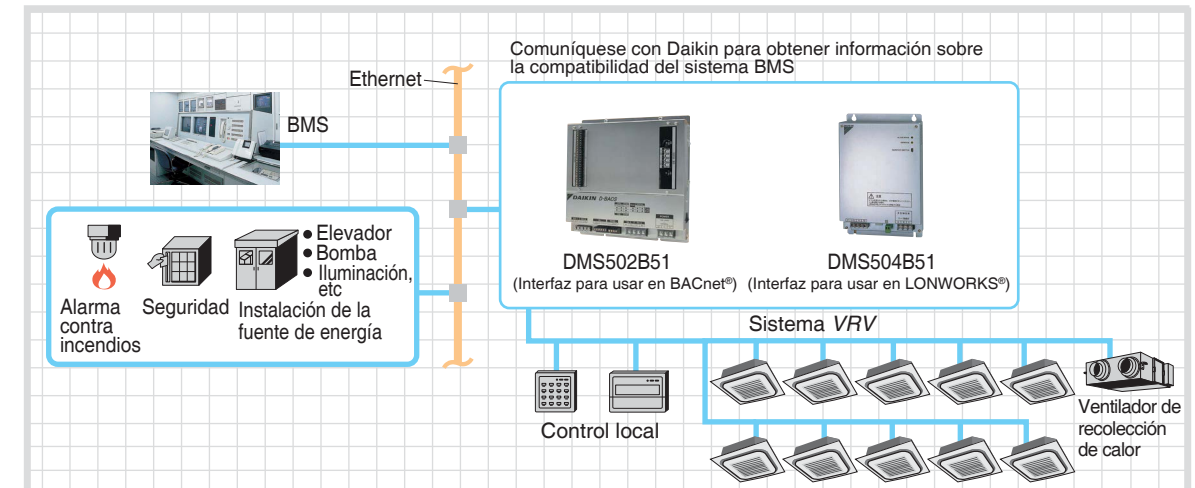 Comuníquese con Daikin para obtener información sobre
la compatibilidad del sistema BMS
Ethernet
BMS
DAIKIN D-BACS
DMS502B51
(Interfaz para usar en BACnet®)
DMS504B51
(Interfaz para usar en LONWORKS®)
Alarma
contra
incendios
Seguridad
• Elevador
• Bomba
• Iluminación,
etc
Instalación de la
fuente de energía
Sistema VRV
Control local
Ventilador de
recolección
de calor